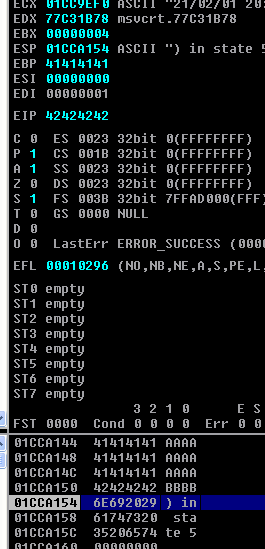 ECX 01CC9EF0 ASCII "21/02/01 20:
EDX 77C31B78 msvcrt.77C31B78
EBX 00000004
ESP 01CCA154 ASCII ") in state 5
EBP 41414141
ESI 00000000
EDI 00000001
EIP 42424242
C 0 ES 0023 32bit 0(FFFFFFFF)
P 1 CS 001B 32bit 0(FFFFFFFF)
A 1 SS 0023 32bit 0(FFFFFFFF)
Z 0 DS 0023 32bit 0(FFFFFFFF)
S 1 FS 003B 32bit 7FFAD000(FFF)
T 0 GS 0000 NULL
D 0
O 0 LastErr ERROR_SUCCESS (0000
EFL 00010296 (NO,NB,NE,A,S,PE,L,
ST0 empty
ST1 empty
ST2 empty
ST3 empty
ST4 empty
ST5 empty
ST6 empty
ST7 empty
3 2 1 0 E S
FST 0000 Cond 0 0 0 0 Err 0 0
01CCA144 41414141 AAAA
01CCA148 41414141 AAAA
01CCA14C 41414141 AAAA
01CCA150 42424242 BBBB
01CCA154 6E692029 ) in
01CCA158 61747320 sta
01CCA15C 35206574 te 5
01CCA160 00000000